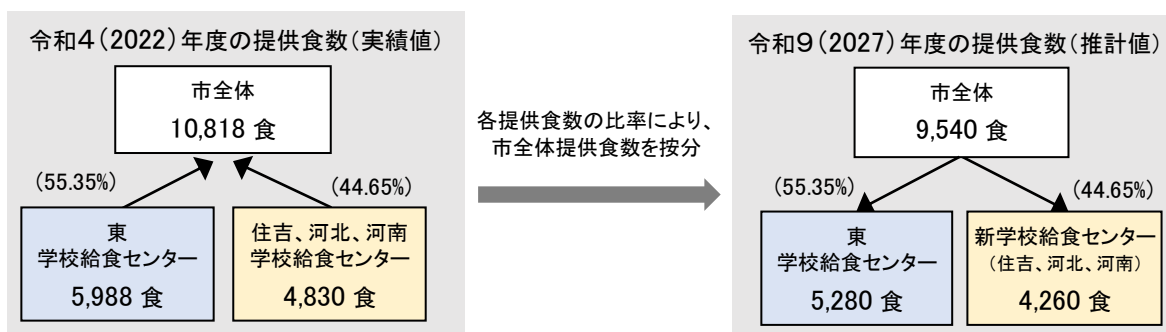 令和4(2022)年度の提供食数(実績値)
市全体
10,818 食
(55.35%)
(44.65%)
東
学校給食センター
5,988 食
住吉、河北、河南
学校給食センター
4,830 食
各提供食数の比率により、
市全体提供食数を按分
令和9(2027)年度の提供食数(推計値)
市全体
9,540 食
(55.35%)
(44.65%)
東
学校給食センター
5,280 食
新学校給食センター
(住吉、河北、河南)
4,260 食